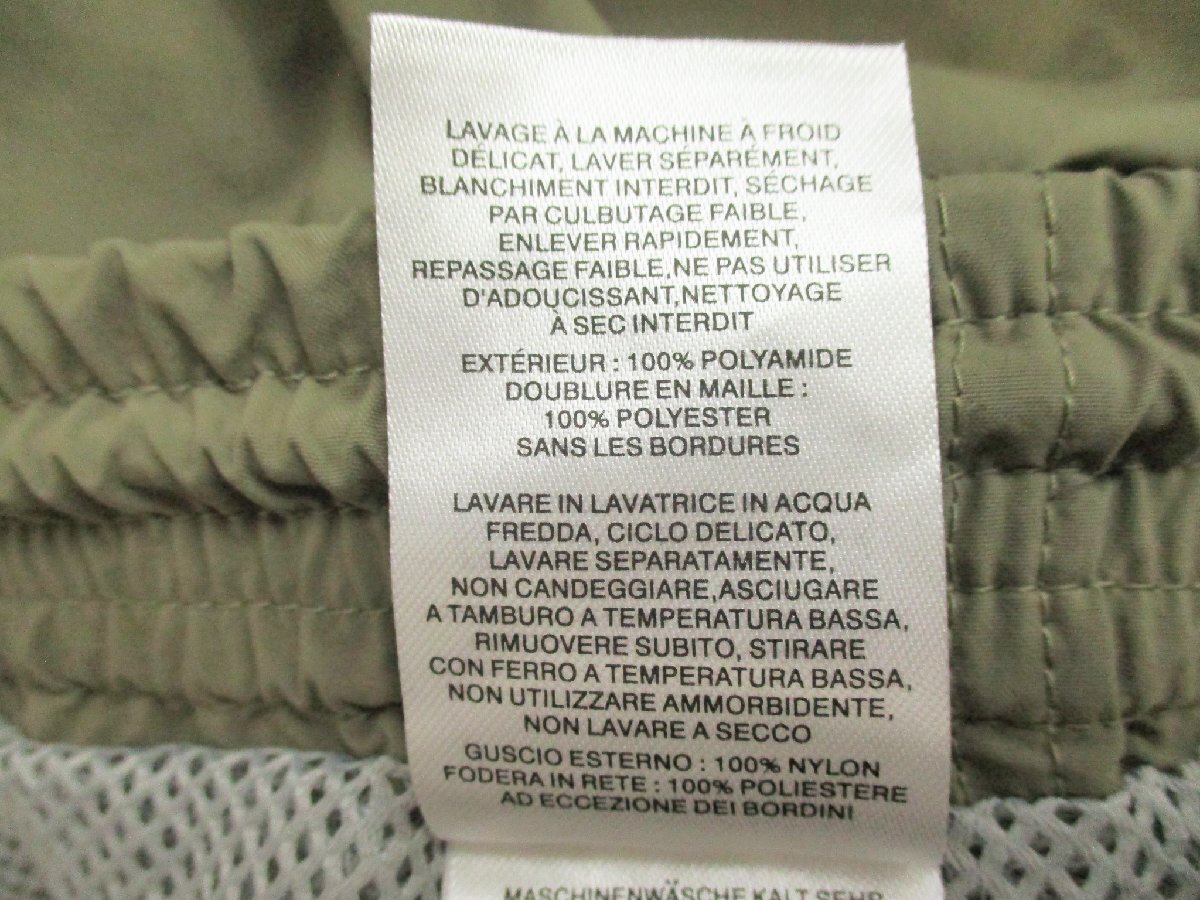 LAVAGE À LA MACHINE À FROID
DÉLICAT, LAVER SÉPARÉMENT,
BLANCHIMENT INTERDIT, SÉCHAGE
PAR CULBUTAGE FAIBLE,
ENLEVER RAPIDEMENT,
REPASSAGE FAIBLE,NE PAS UTILISER
D'ADOUCISSANT,NETTOYAGE
À SEC INTERDIT
EXTÉRIEUR : 100% POLYAMIDE
DOUBLURE EN MAILLE :
100% POLYESTER
SANS LES BORDURES
LAVARE IN LAVATRICE IN ACQUA
FREDDA, CICLO DELICATO,
LAVARE SEPARATAMENTE,
NON CANDEGGIARE,ASCIUGARE
A TAMBURO A TEMPERATURA BASSA,
RIMUOVERE SUBITO, STIRARE
CON FERRO A TEMPERATURA BASSA,
NON UTILIZZARE AMMORBIDENTE,
NON LAVARE A SECCO
GUSCIO ESTERNO : 100% NYLON
FODERA IN RETE : 100% POLIESTERE
AD ECCEZIONE DEI BORDINI
MASCHINENWÄSCHE KALT SEHR